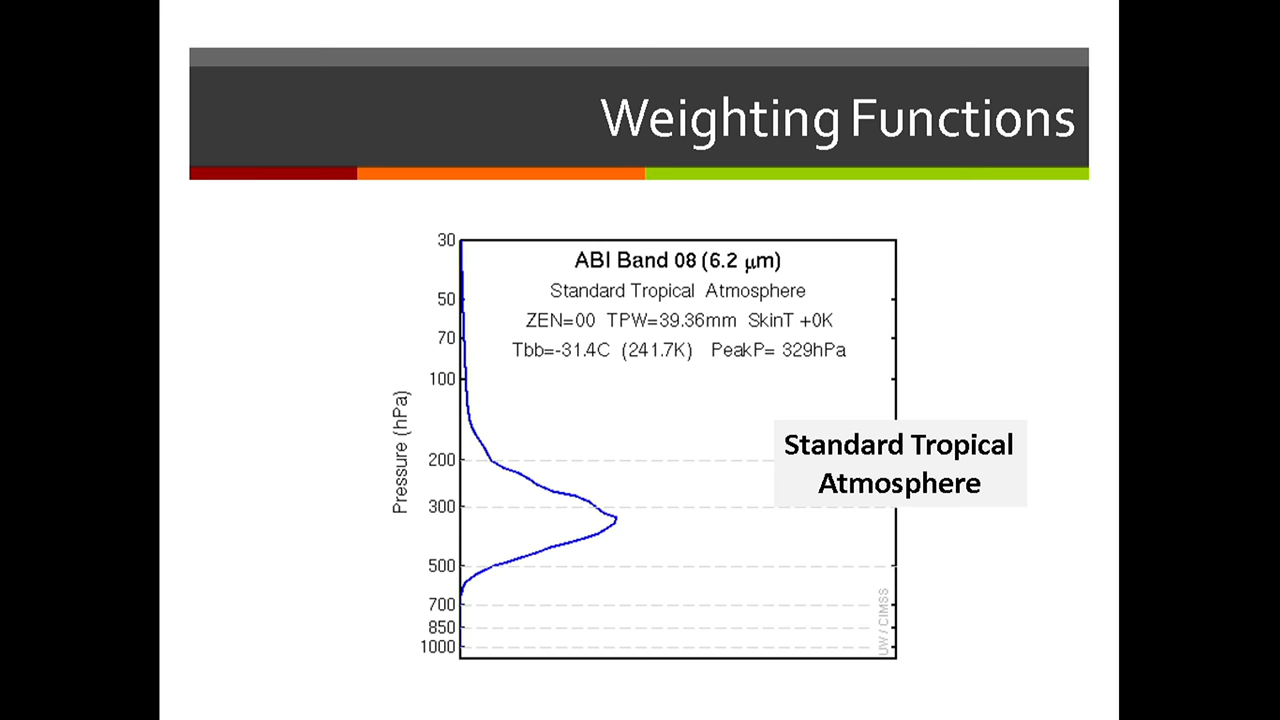 Weighting Functions
30
ABI Band 08 (6.2 μm)
Standard Tropical Atmosphere
50
ZEN=00 TPW=39.36mm SkinT +0K
70
Tbb=-31.4C (241.7K) PeakP= 329hPa
100
Pressure (hPa)
Standard Tropical
Atmosphere
200
300
500
700
850
1000
UW / CIMSS